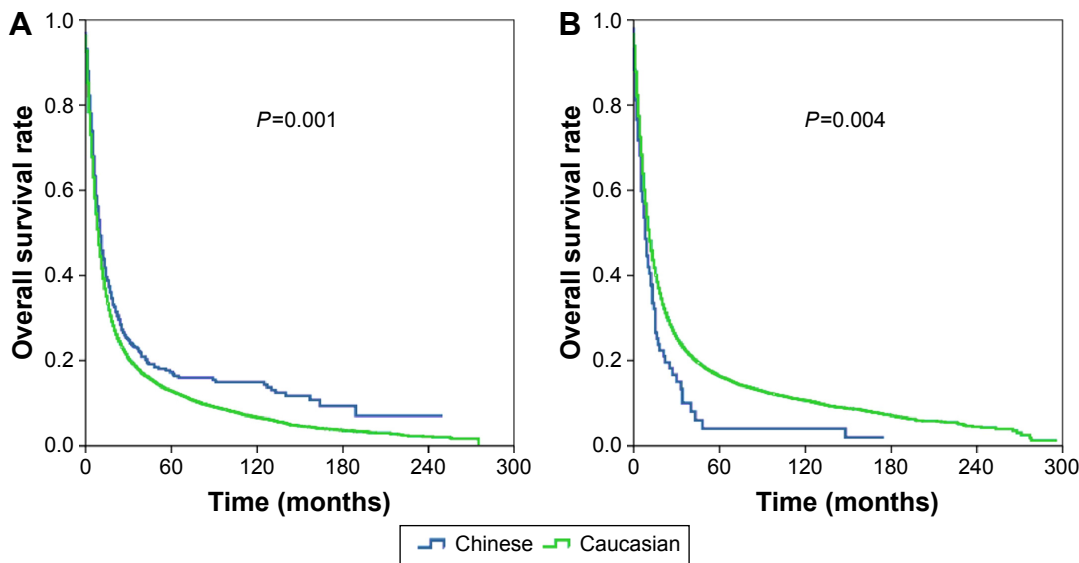 A
Overall survival rate
1.0
0.8
0.6
0.4
0.2
0.0
P=0.001
0 60 120 180 240 300
Time (months)
B
Overall survival rate
1.0
0.8
0.6
0.4
0.2
0.0
P=0.004
0 60 120 180 240 300
Time (months)
Chinese Caucasian